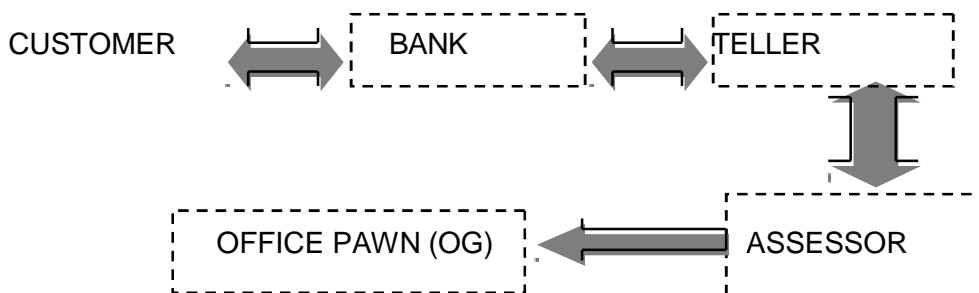 CUSTOMER BANK TELLER
OFFICE PAWN (OG) ASSESSOR